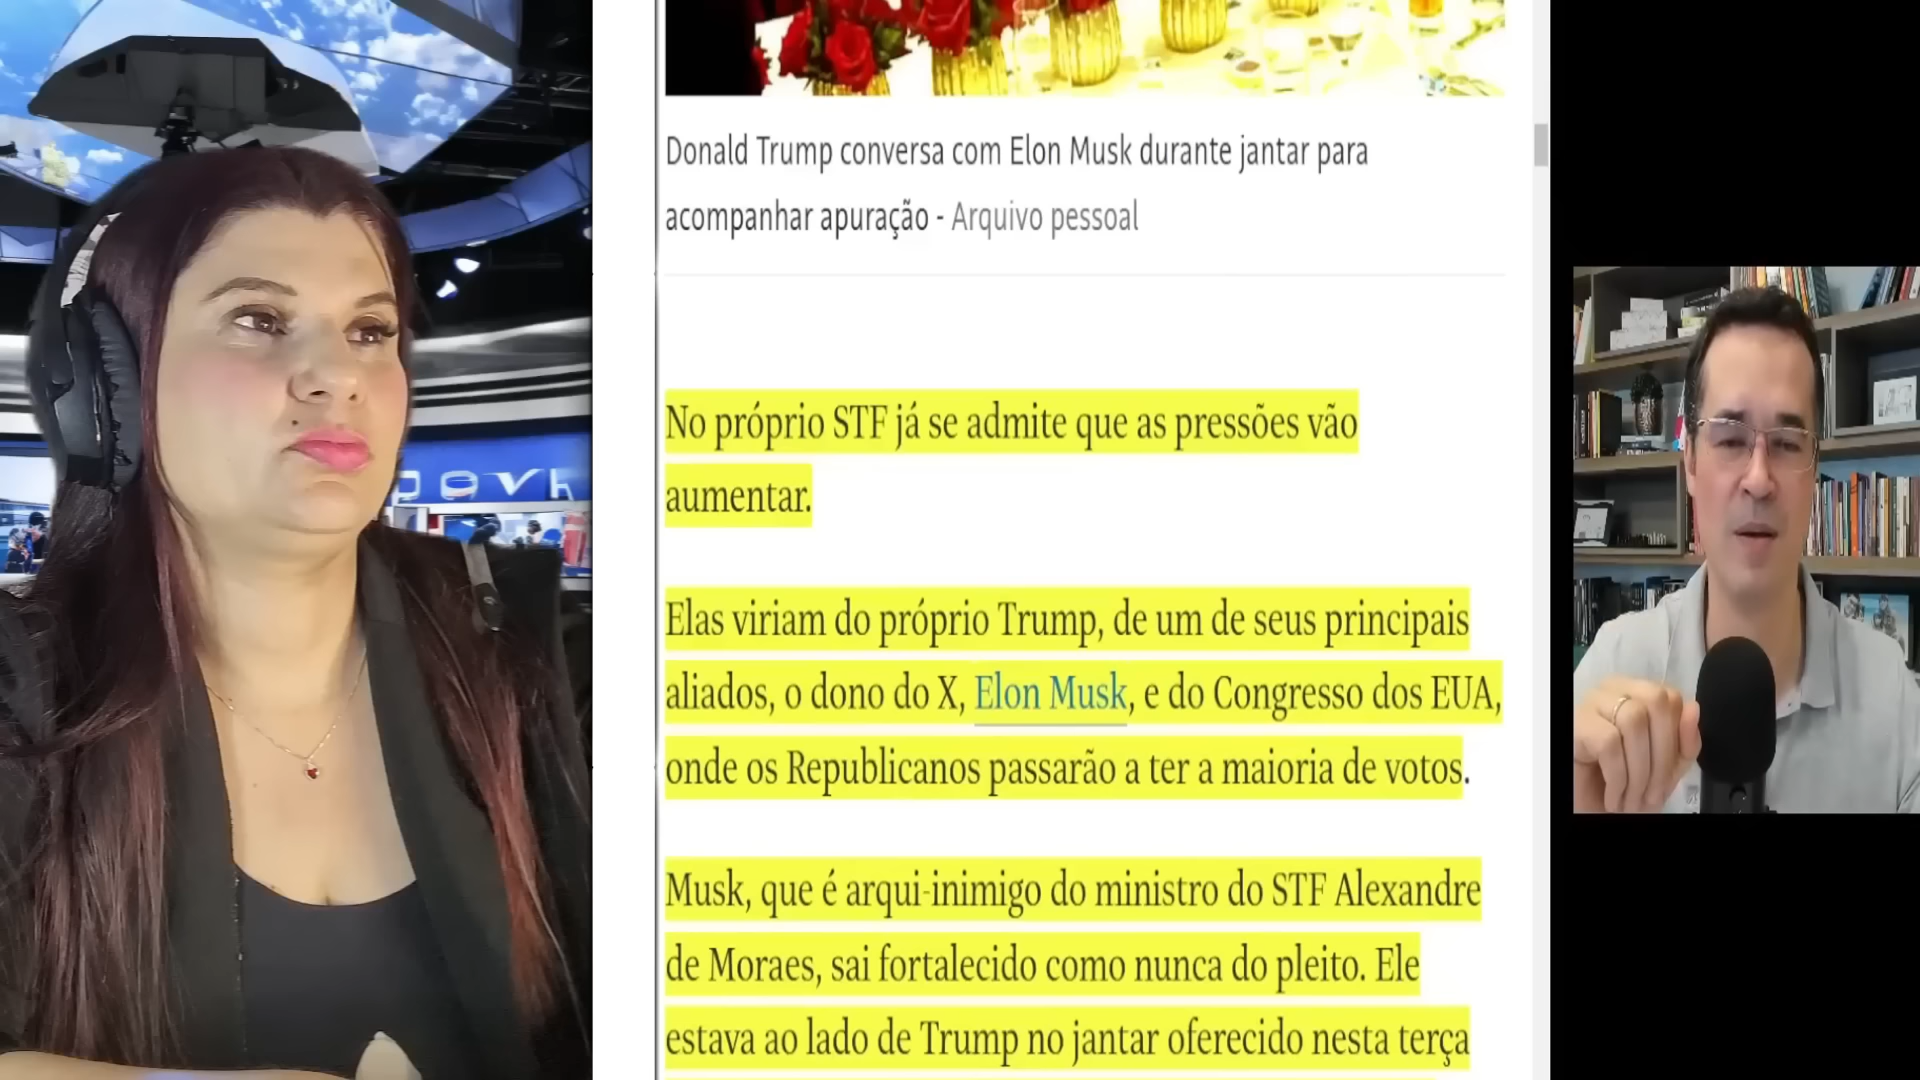 Donald Trump conversa com Elon Musk durante jantar para
acompanhar apuração - Arquivo pessoal
No próprio STF já se admite que as pressões vão
aumentar.
Elas viriam do próprio Trump, de um de seus principais
aliados, o dono do X, Elon Musk, e do Congresso dos EUA,
onde os Republicanos passarão a ter a maioria de votos.
Musk, que é arqui-inimigo do ministro do STF Alexandre
de Moraes, sai fortalecido como nunca do pleito. Ele
estava ao lado de Trump no jantar oferecido nesta terça